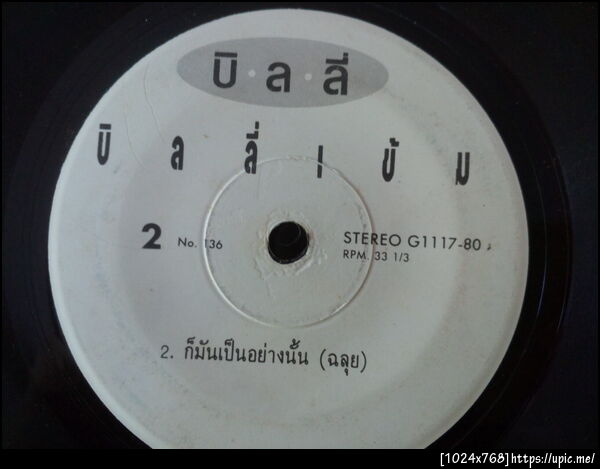 บิ•ล•ลี่
บิลลี่เข้ม
2 No. 136 STEREO G1117-80
RPM. 33 1/3
2. ก็มันเป็นอย่างนั้น (ฉลุย)
[1024x768]https://upic.me/